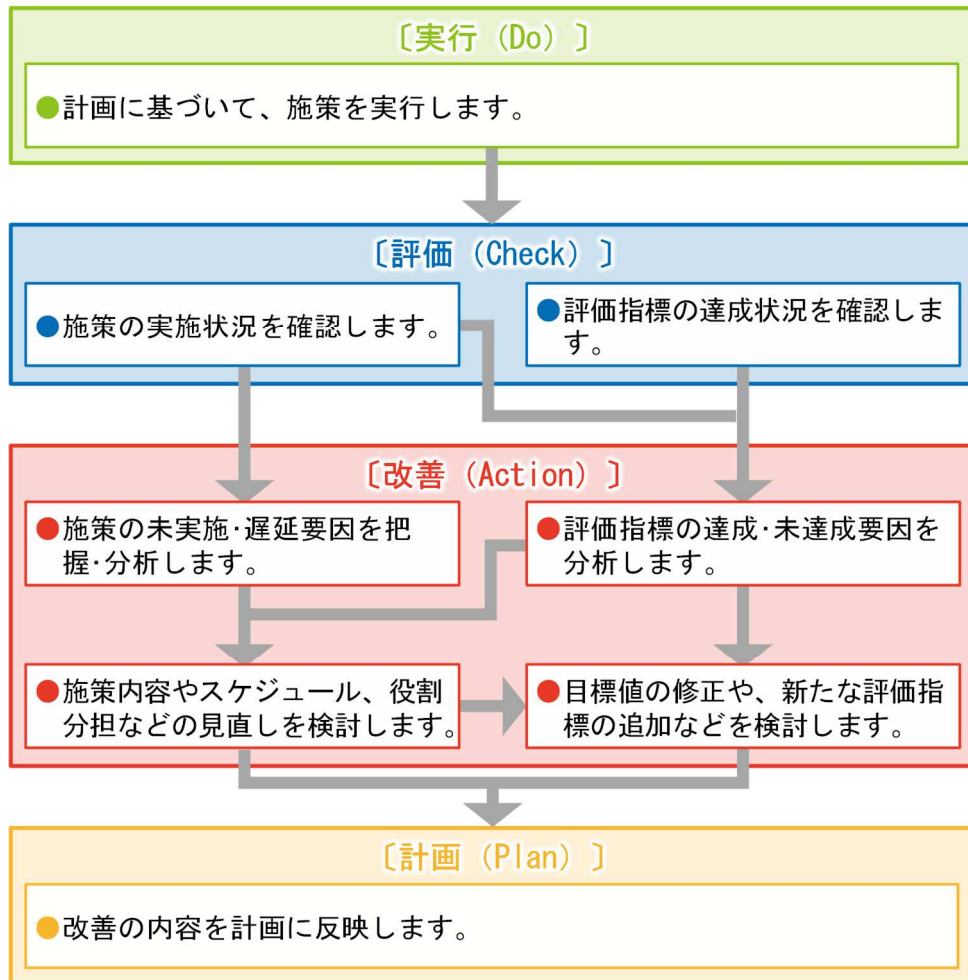 〔実行（Do）〕
●計画に基づいて、施策を実行します。
〔評価（Check）〕
●施策の実施状況を確認します。
●評価指標の達成状況を確認しま
す。
〔改善（Action）〕
●施策の未実施･遅延要因を把
握･分析します。
●評価指標の達成･未達成要因を
分析します。
●施策内容やスケジュール、役割
分担などの見直しを検討します。
●目標値の修正や、新たな評価指
標の追加などを検討します。
〔計画（Plan）〕
●改善の内容を計画に反映します。